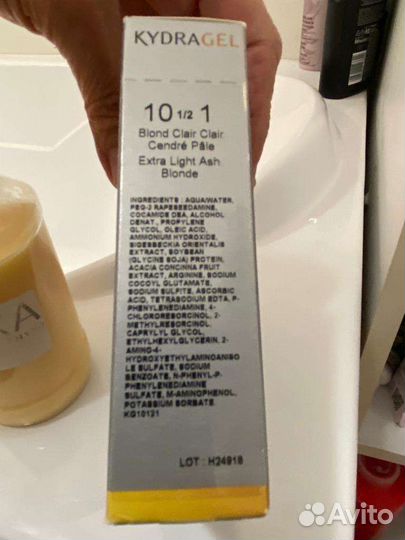 KYDRAGEL
10 1/2 1
Blond Clair Clair
Cendré Pâle
Extra Light Ash
Blonde
INGREDIENTS : AQUA/WATER,
PEG-3 RAPESEEDAMINE,
COCAMIDE DEA, ALCOHOL
DENAT., PROPYLENE
GLYCOL, OLEIC ACID,
AMMONIUM HYDROXIDE,
SIGESBECKIA ORIENTALIS
EXTRACT, SOYBEAN
(GLYCINE SOJA) PROTEIN,
ACACIA CONCINNA FRUIT
EXTRACT, ARGININE, SODIUM
COCOYL GLUTAMATE,
SODIUM SULFITE, ASCORBIC
ACID, TETRASODIUM EDTA, P-
PHENYLENEDIAMINE, 4-
CHLORORESORCINOL, 2-
METHYLRESORCINOL,
CAPRYLYL GLYCOL,
ETHYLHEXYLGLYCERIN, 2-
AMINO-4-
HYDROXYETHYLAMINOANISO
LE SULFATE, SODIUM
BENZOATE, N-PHENYL-P-
PHENYLENEDIAMINE
SULFATE, M-AMINOPHENOL,
POTASSIUM SORBATE.
KG10121
LOT : H24918
Avito